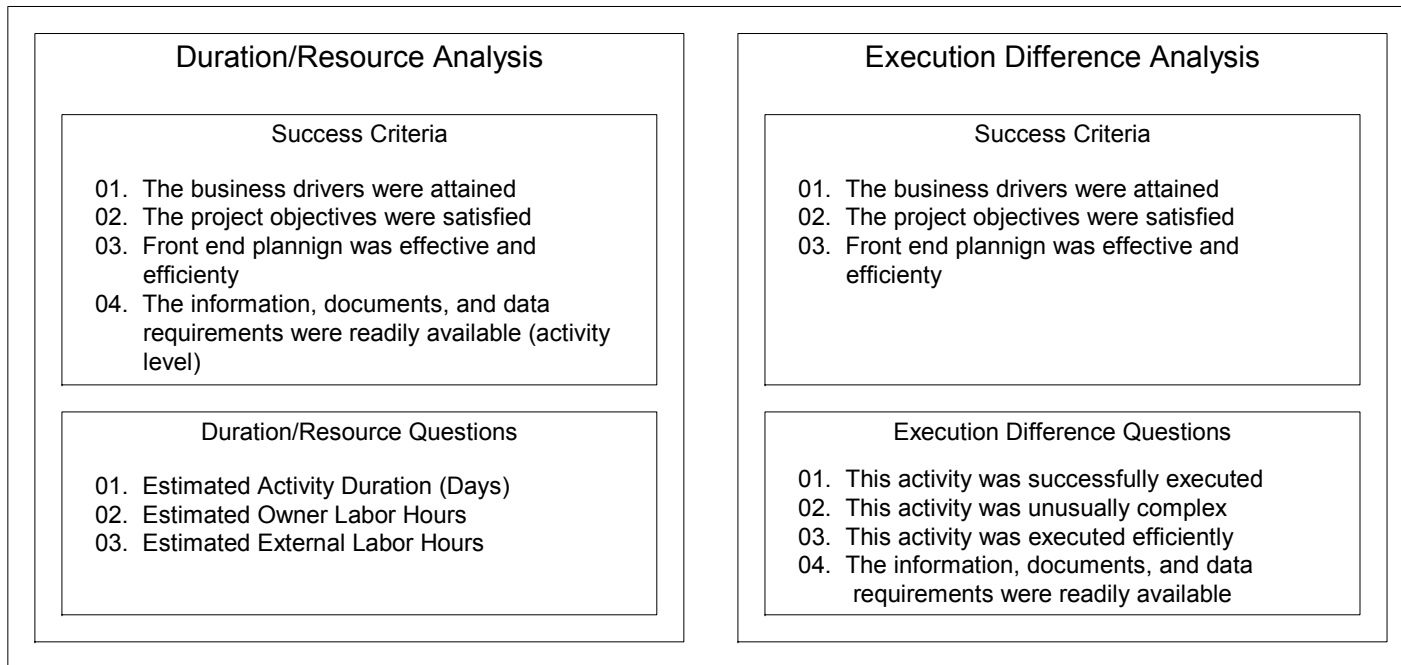 Duration/Resource Analysis
Success Criteria
01. The business drivers were attained
02. The project objectives were satisfied
03. Front end plannign was effective and
efficienty
04. The information, documents, and data
requirements were readily available (activity
level)
Duration/Resource Questions
01. Estimated Activity Duration (Days)
02. Estimated Owner Labor Hours
03. Estimated External Labor Hours
Execution Difference Analysis
Success Criteria
01. The business drivers were attained
02. The project objectives were satisfied
03. Front end plannign was effective and
efficienty
Execution Difference Questions
01. This activity was successfully executed
02. This activity was unusually complex
03. This activity was executed efficiently
04. The information, documents, and data
requirements were readily available